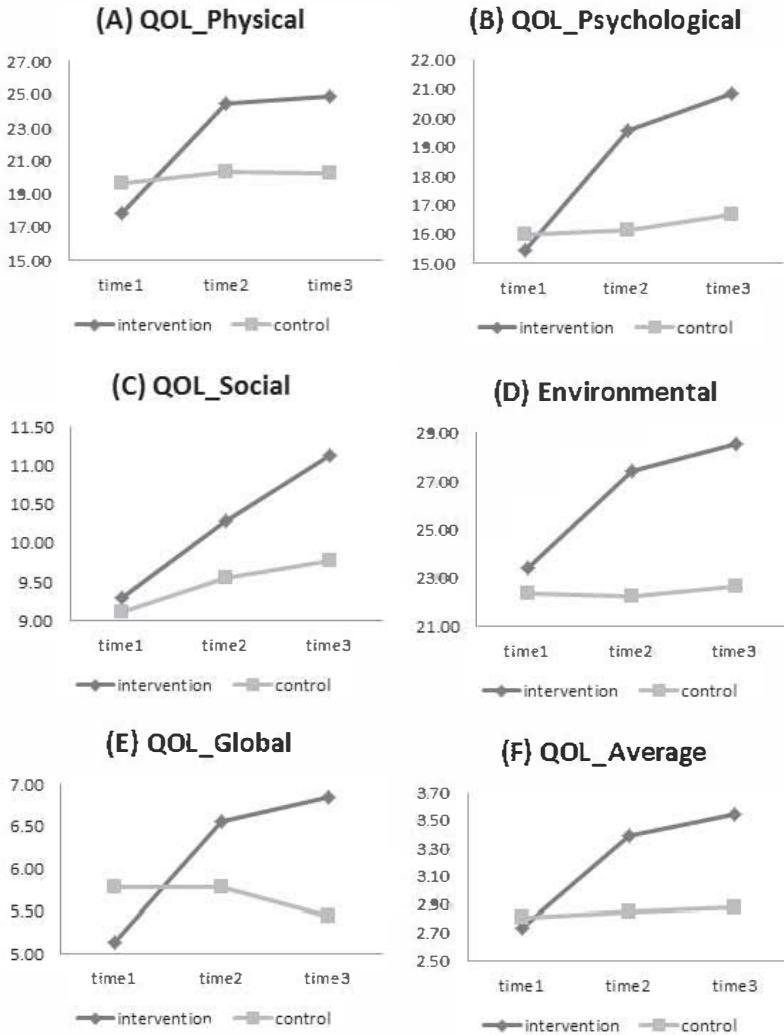 (A) QOL_Physical
27.00
25.00
23.00
21.00
19.00
17.00
15.00
time1 time2 time3
intervention control
(B) QOL_Psychological
22.00
21.00
20.00
19.00
18.00
17.00
16.00
15.00
time1 time2 time3
intervention control
(C) QOL_Social
11.50
11.00
10.50
10.00
9.50
9.00
time1 time2 time3
intervention control
(D) Environmental
29.00
27.00
25.00
23.00
21.00
time1 time2 time3
intervention control
(E) QOL_Global
7.00
6.50
6.00
5.50
5.00
time1 time2 time3
intervention control
(F) QOL_Average
3.70
3.50
3.30
3.10
2.90
2.70
2.50
time1 time2 time3
intervention control